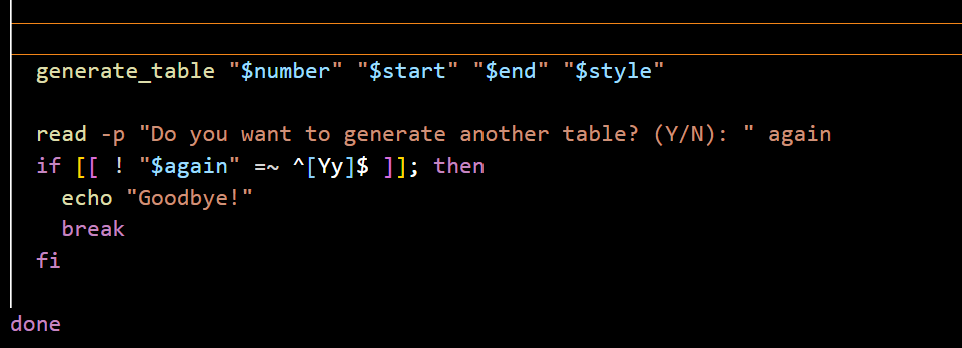 generate_table "$number" "$start" "$end" "$style"
read -p "Do you want to generate another table? (Y/N): " again
if [[ ! "$again" =~ ^[Yy]$ ]]; then
echo "Goodbye!"
break
fi
done